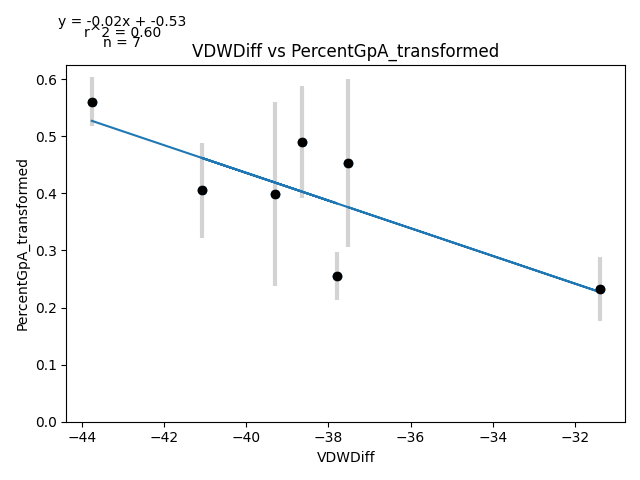 y = -0.02x + -0.53
r^2 = 0.60
n = 7
VDWDiff vs PercentGpA_transformed
PercentGpA_transformed
0.6
0.5
0.4
0.3
0.2
0.1
0.0
−44 −42 −40 −38 −36 −34 −32
VDWDiff